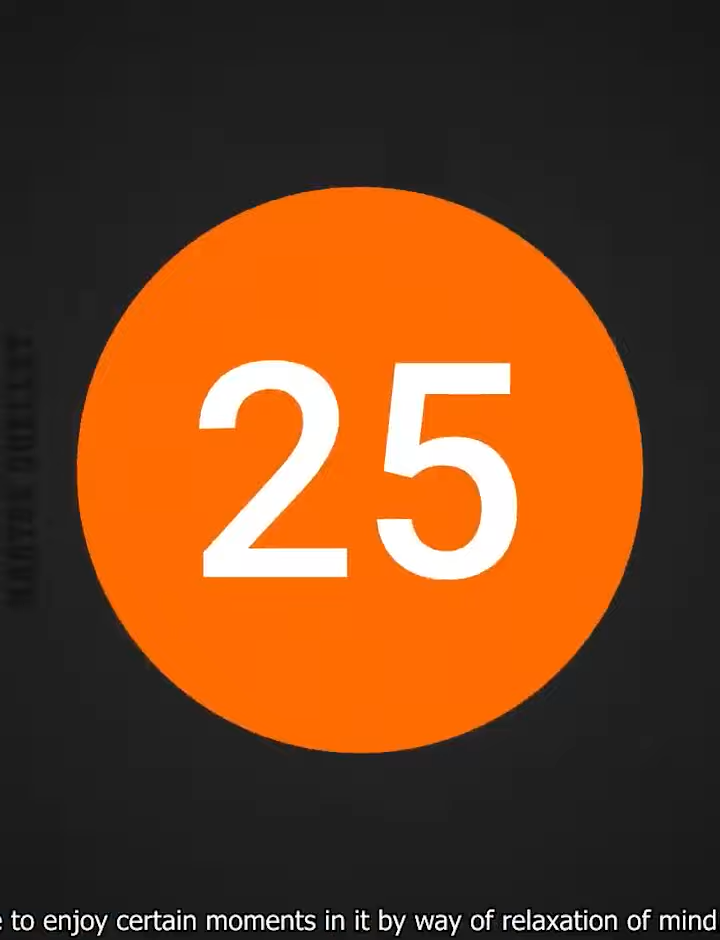 25
to enjoy certain moments in it by way of relaxation of mind